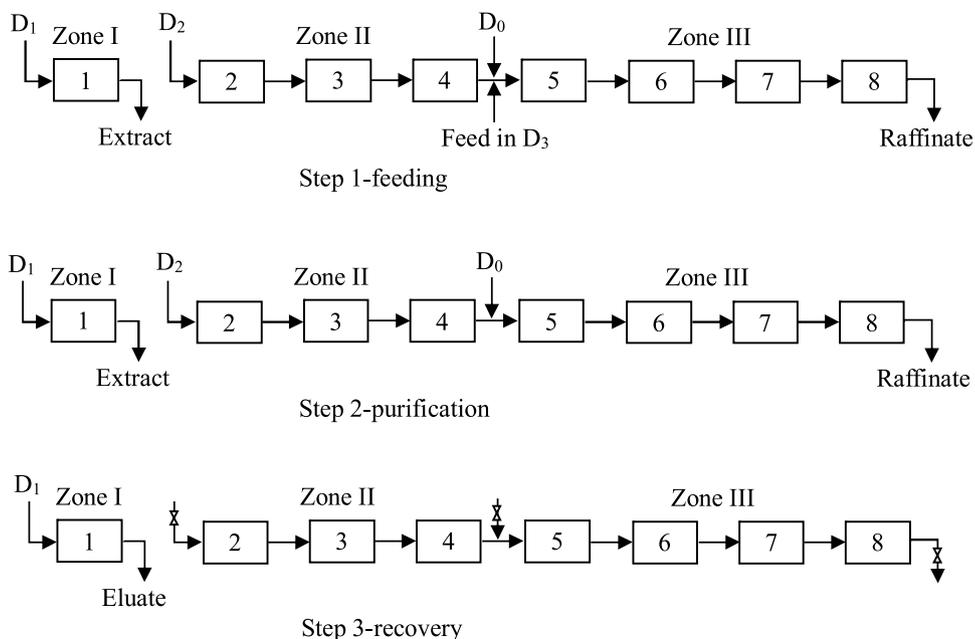 D₁ Zone I D₂ Zone II D₀ Zone III
1 2 3 4 5 6 7 8
Extract Feed in D₃ Raffinate
Step 1-feeding
D₁ Zone I D₂ Zone II D₀ Zone III
1 2 3 4 5 6 7 8
Extract Raffinate
Step 2-purification
D₁ Zone I Zone II Zone III
1 2 3 4 5 6 7 8
Eluate
Step 3-recovery